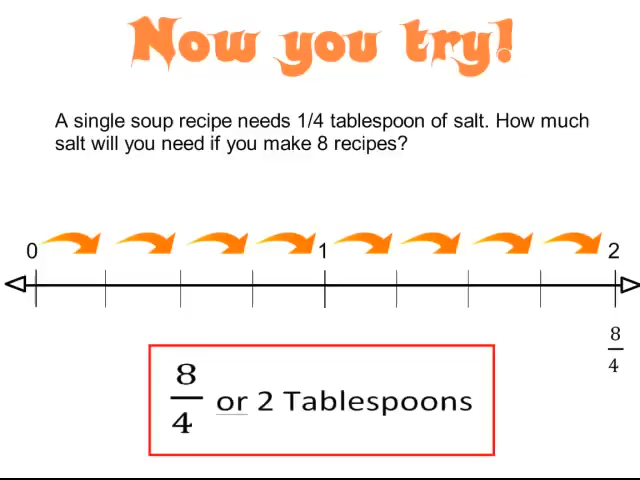 Now you try!
A single soup recipe needs 1/4 tablespoon of salt. How much
salt will you need if you make 8 recipes?
0 1 2
8/4
8/4 or 2 Tablespoons